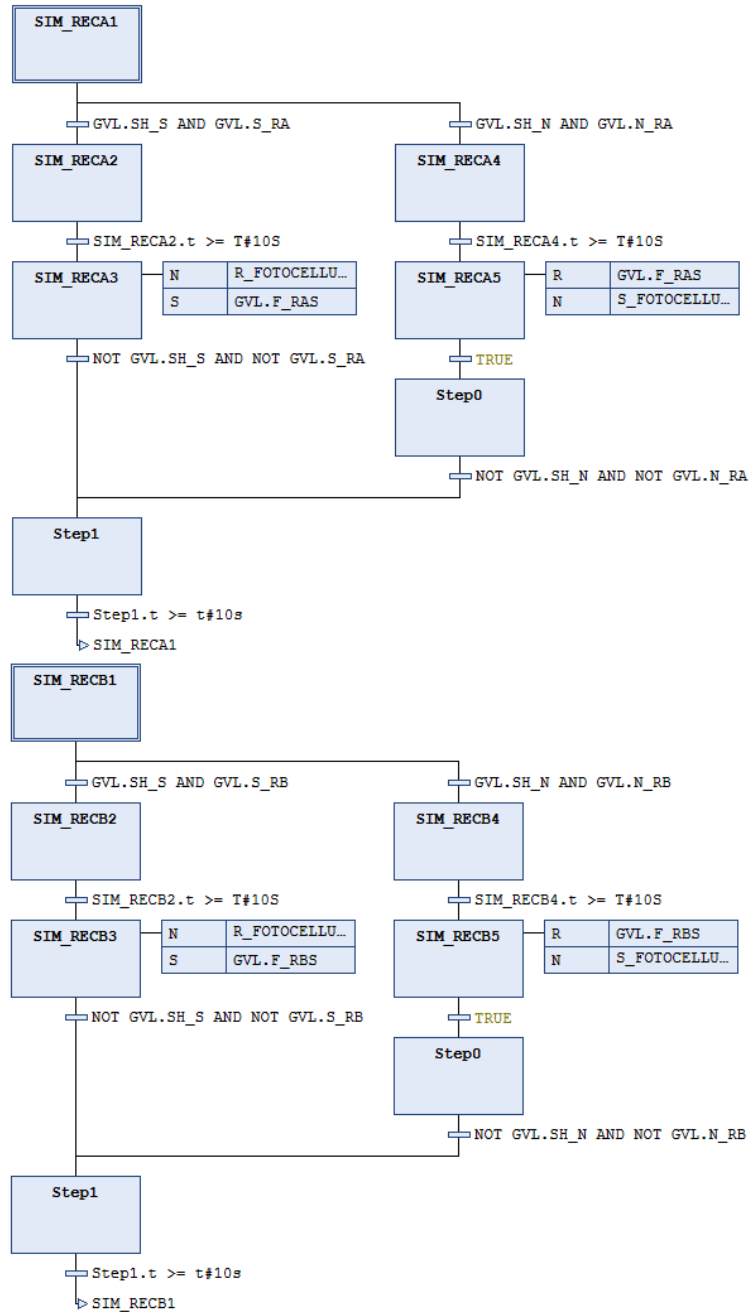 SIM_RECA1
GVL.SH_S AND GVL.S_RA
GVL.SH_N AND GVL.N_RA
SIM_RECA2
SIM_RECA4
SIM_RECA2.t >= T#10S
SIM_RECA4.t >= T#10S
SIM_RECA3
N R_FOTOCELLU...
S GVL.F_RAS
SIM_RECA5
R GVL.F_RAS
N S_FOTOCELLU...
NOT GVL.SH_S AND NOT GVL.S_RA
TRUE
Step0
NOT GVL.SH_N AND NOT GVL.N_RA
Step1
Step1.t >= t#10s
SIM_RECA1
SIM_RECB1
GVL.SH_S AND GVL.S_RB
GVL.SH_N AND GVL.N_RB
SIM_RECB2
SIM_RECB4
SIM_RECB2.t >= T#10S
SIM_RECB4.t >= T#10S
SIM_RECB3
N R_FOTOCELLU...
S GVL.F_RBS
SIM_RECB5
R GVL.F_RBS
N S_FOTOCELLU...
NOT GVL.SH_S AND NOT GVL.S_RB
TRUE
Step0
NOT GVL.SH_N AND NOT GVL.N_RB
Step1
Step1.t >= t#10s
SIM_RECB1